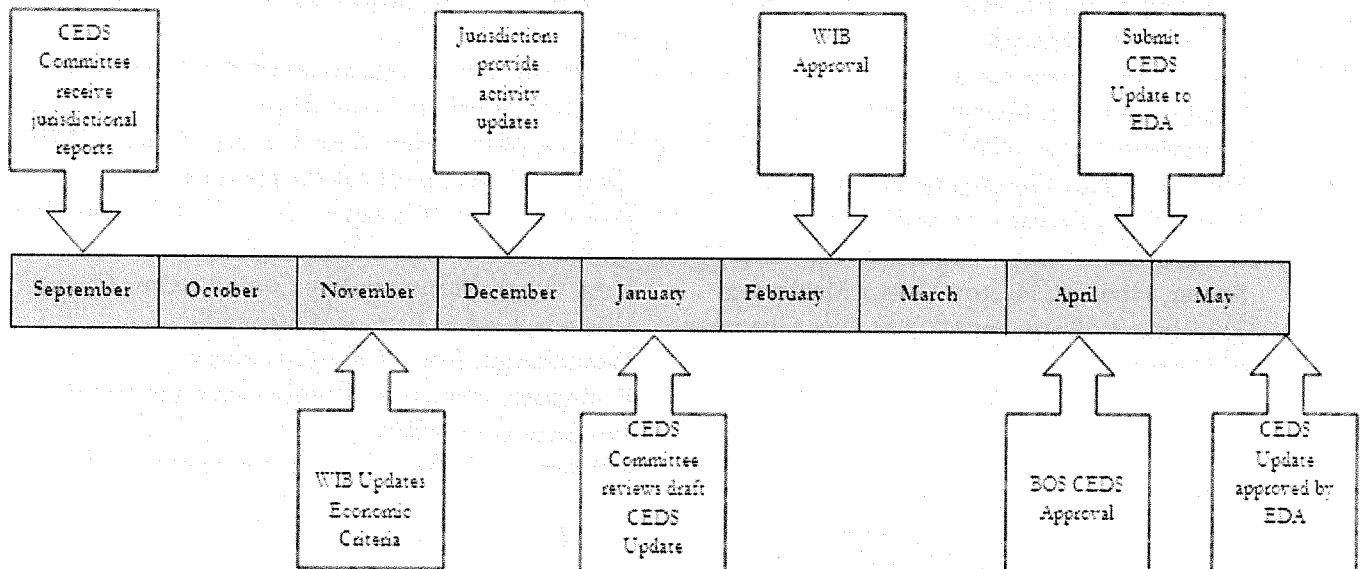 CEDS
Committee
receive
jurisdictional
reports
Jurisdictions
provide
activity
updates
WIB
Approval
Submit
CEDS
Update to
EDA
September October November December January February March April May
WIB Updates
Economic
Criteria
CEDS
Committee
reviews draft
CEDS
Update
BOS CEDS
Approval
CEDS
Update
approved by
EDA